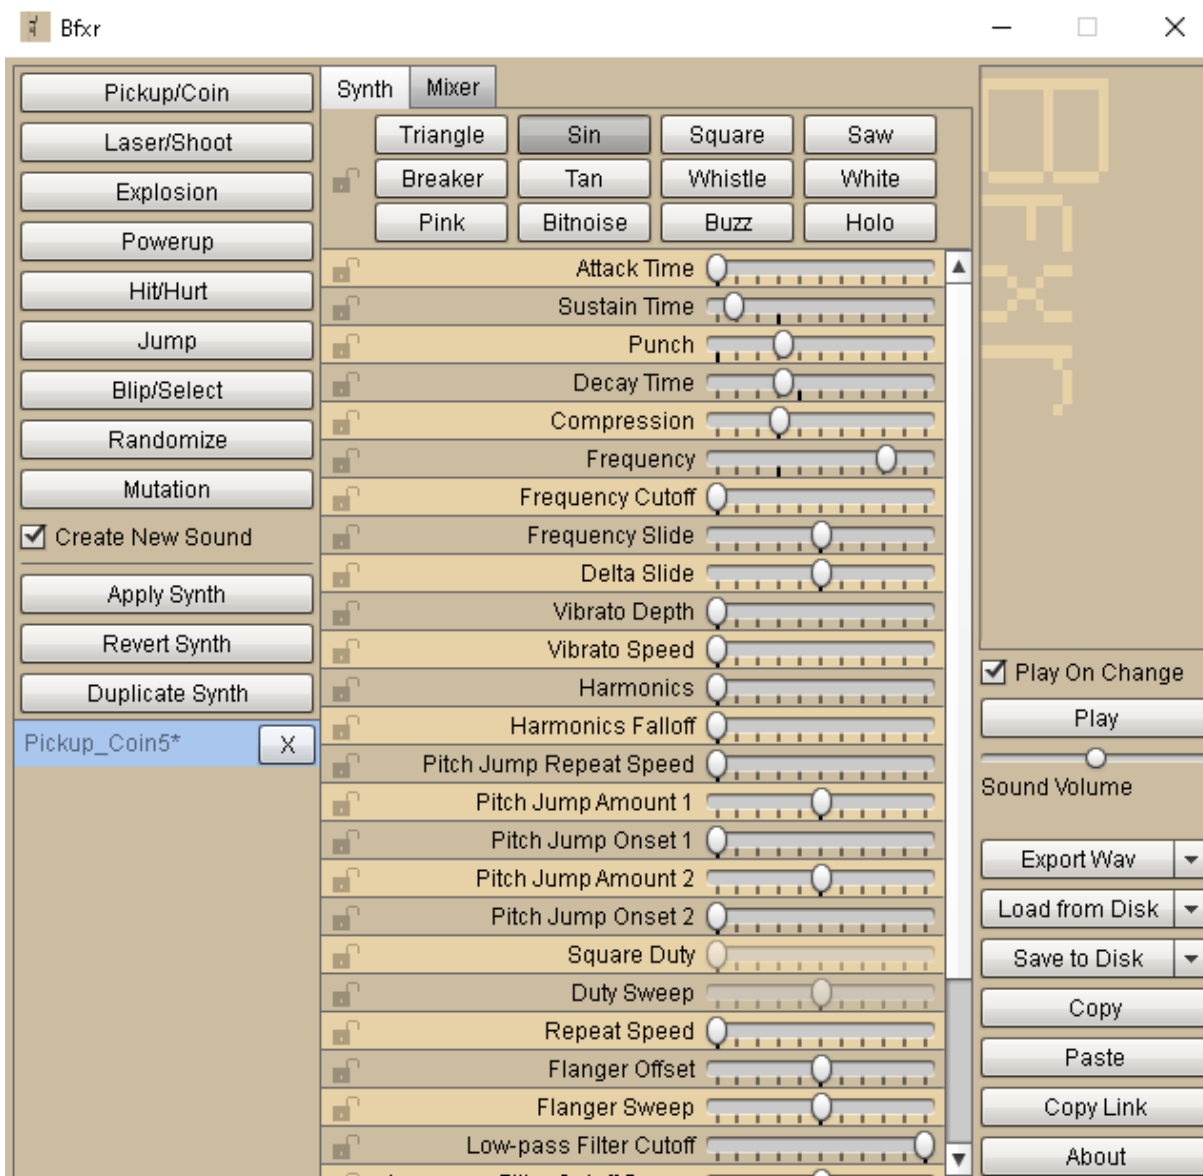 Bfxr
Pickup/Coin
Laser/Shoot
Explosion
Powerup
Hit/Hurt
Jump
Blip/Select
Randomize
Mutation
Create New Sound
Apply Synth
Revert Synth
Duplicate Synth
Pickup_Coin5* X
Synth Mixer
Triangle Sin Square Saw
Breaker Tan Whistle White
Pink Bitnoise Buzz Holo
Attack Time
Sustain Time
Punch
Decay Time
Compression
Frequency
Frequency Cutoff
Frequency Slide
Delta Slide
Vibrato Depth
Vibrato Speed
Harmonics
Harmonics Falloff
Pitch Jump Repeat Speed
Pitch Jump Amount 1
Pitch Jump Onset 1
Pitch Jump Amount 2
Pitch Jump Onset 2
Square Duty
Duty Sweep
Repeat Speed
Flanger Offset
Flanger Sweep
Low-pass Filter Cutoff
Bfxr
Play On Change
Play
Sound Volume
Export Wav
Load from Disk
Save to Disk
Copy
Paste
Copy Link
About